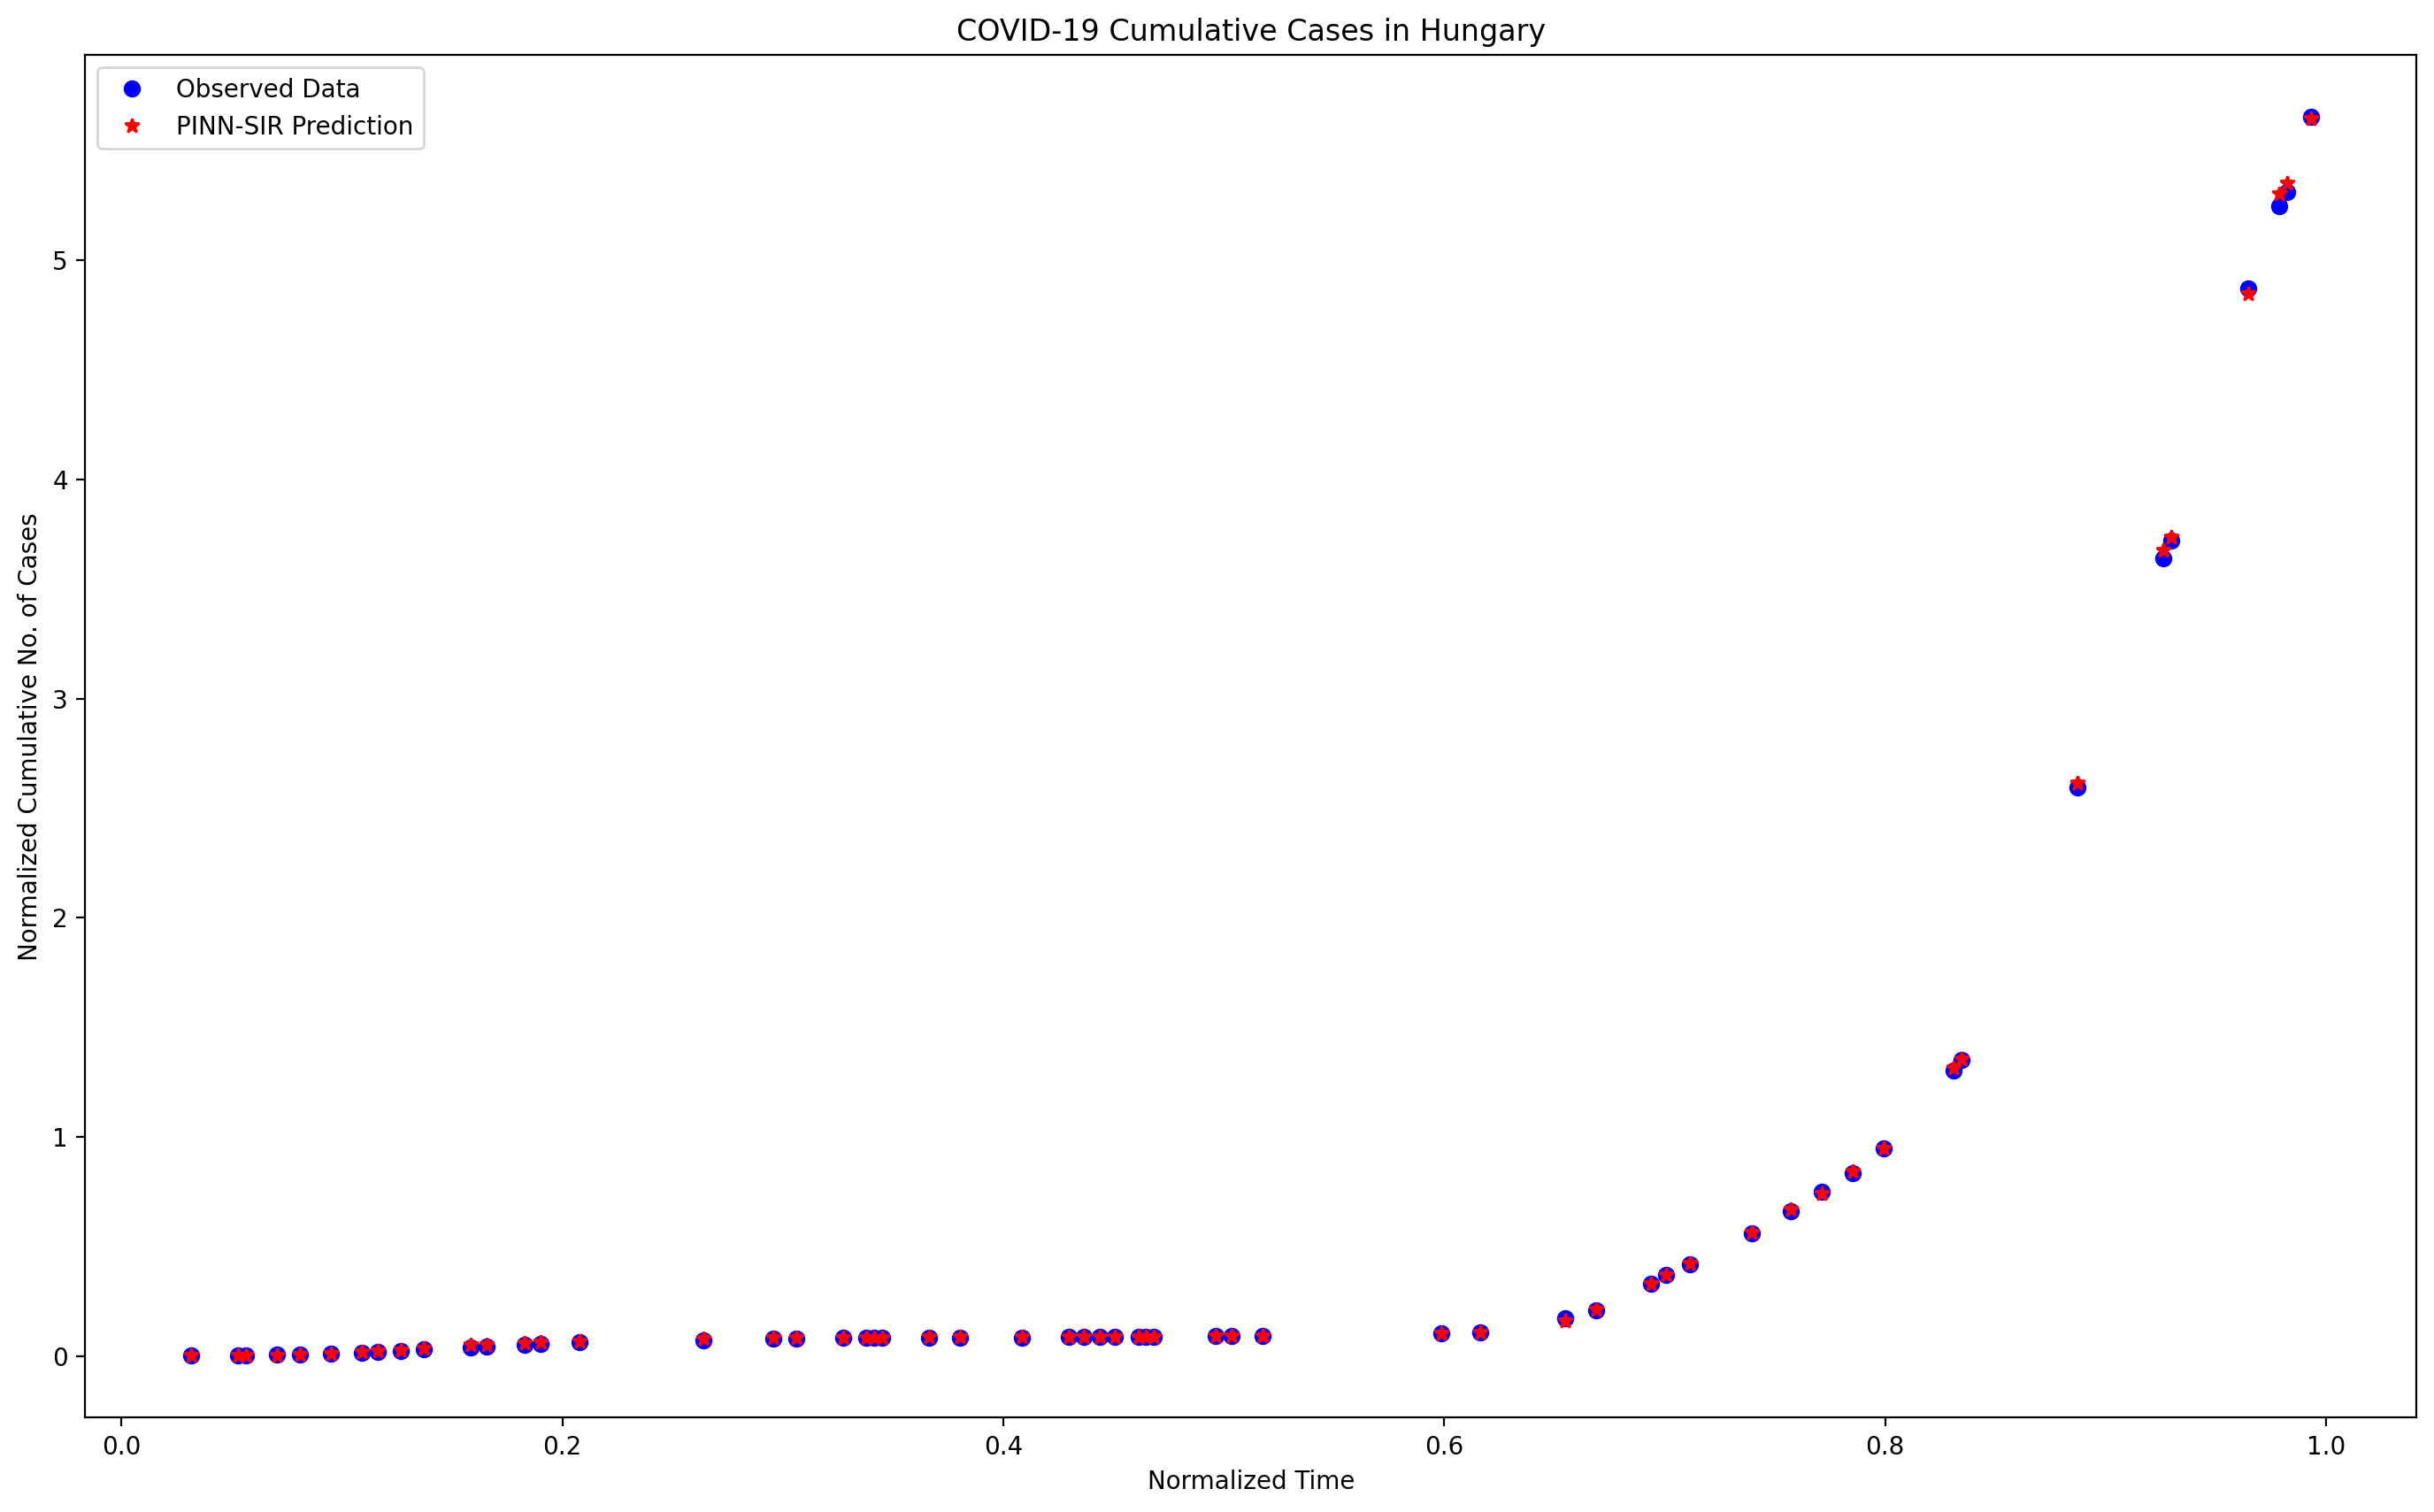 COVID-19 Cumulative Cases in Hungary
Observed Data
PINN-SIR Prediction
Normalized Cumulative No. of Cases
5
4
3
2
1
0
0.0 0.2 0.4 0.6 0.8 1.0
Normalized Time